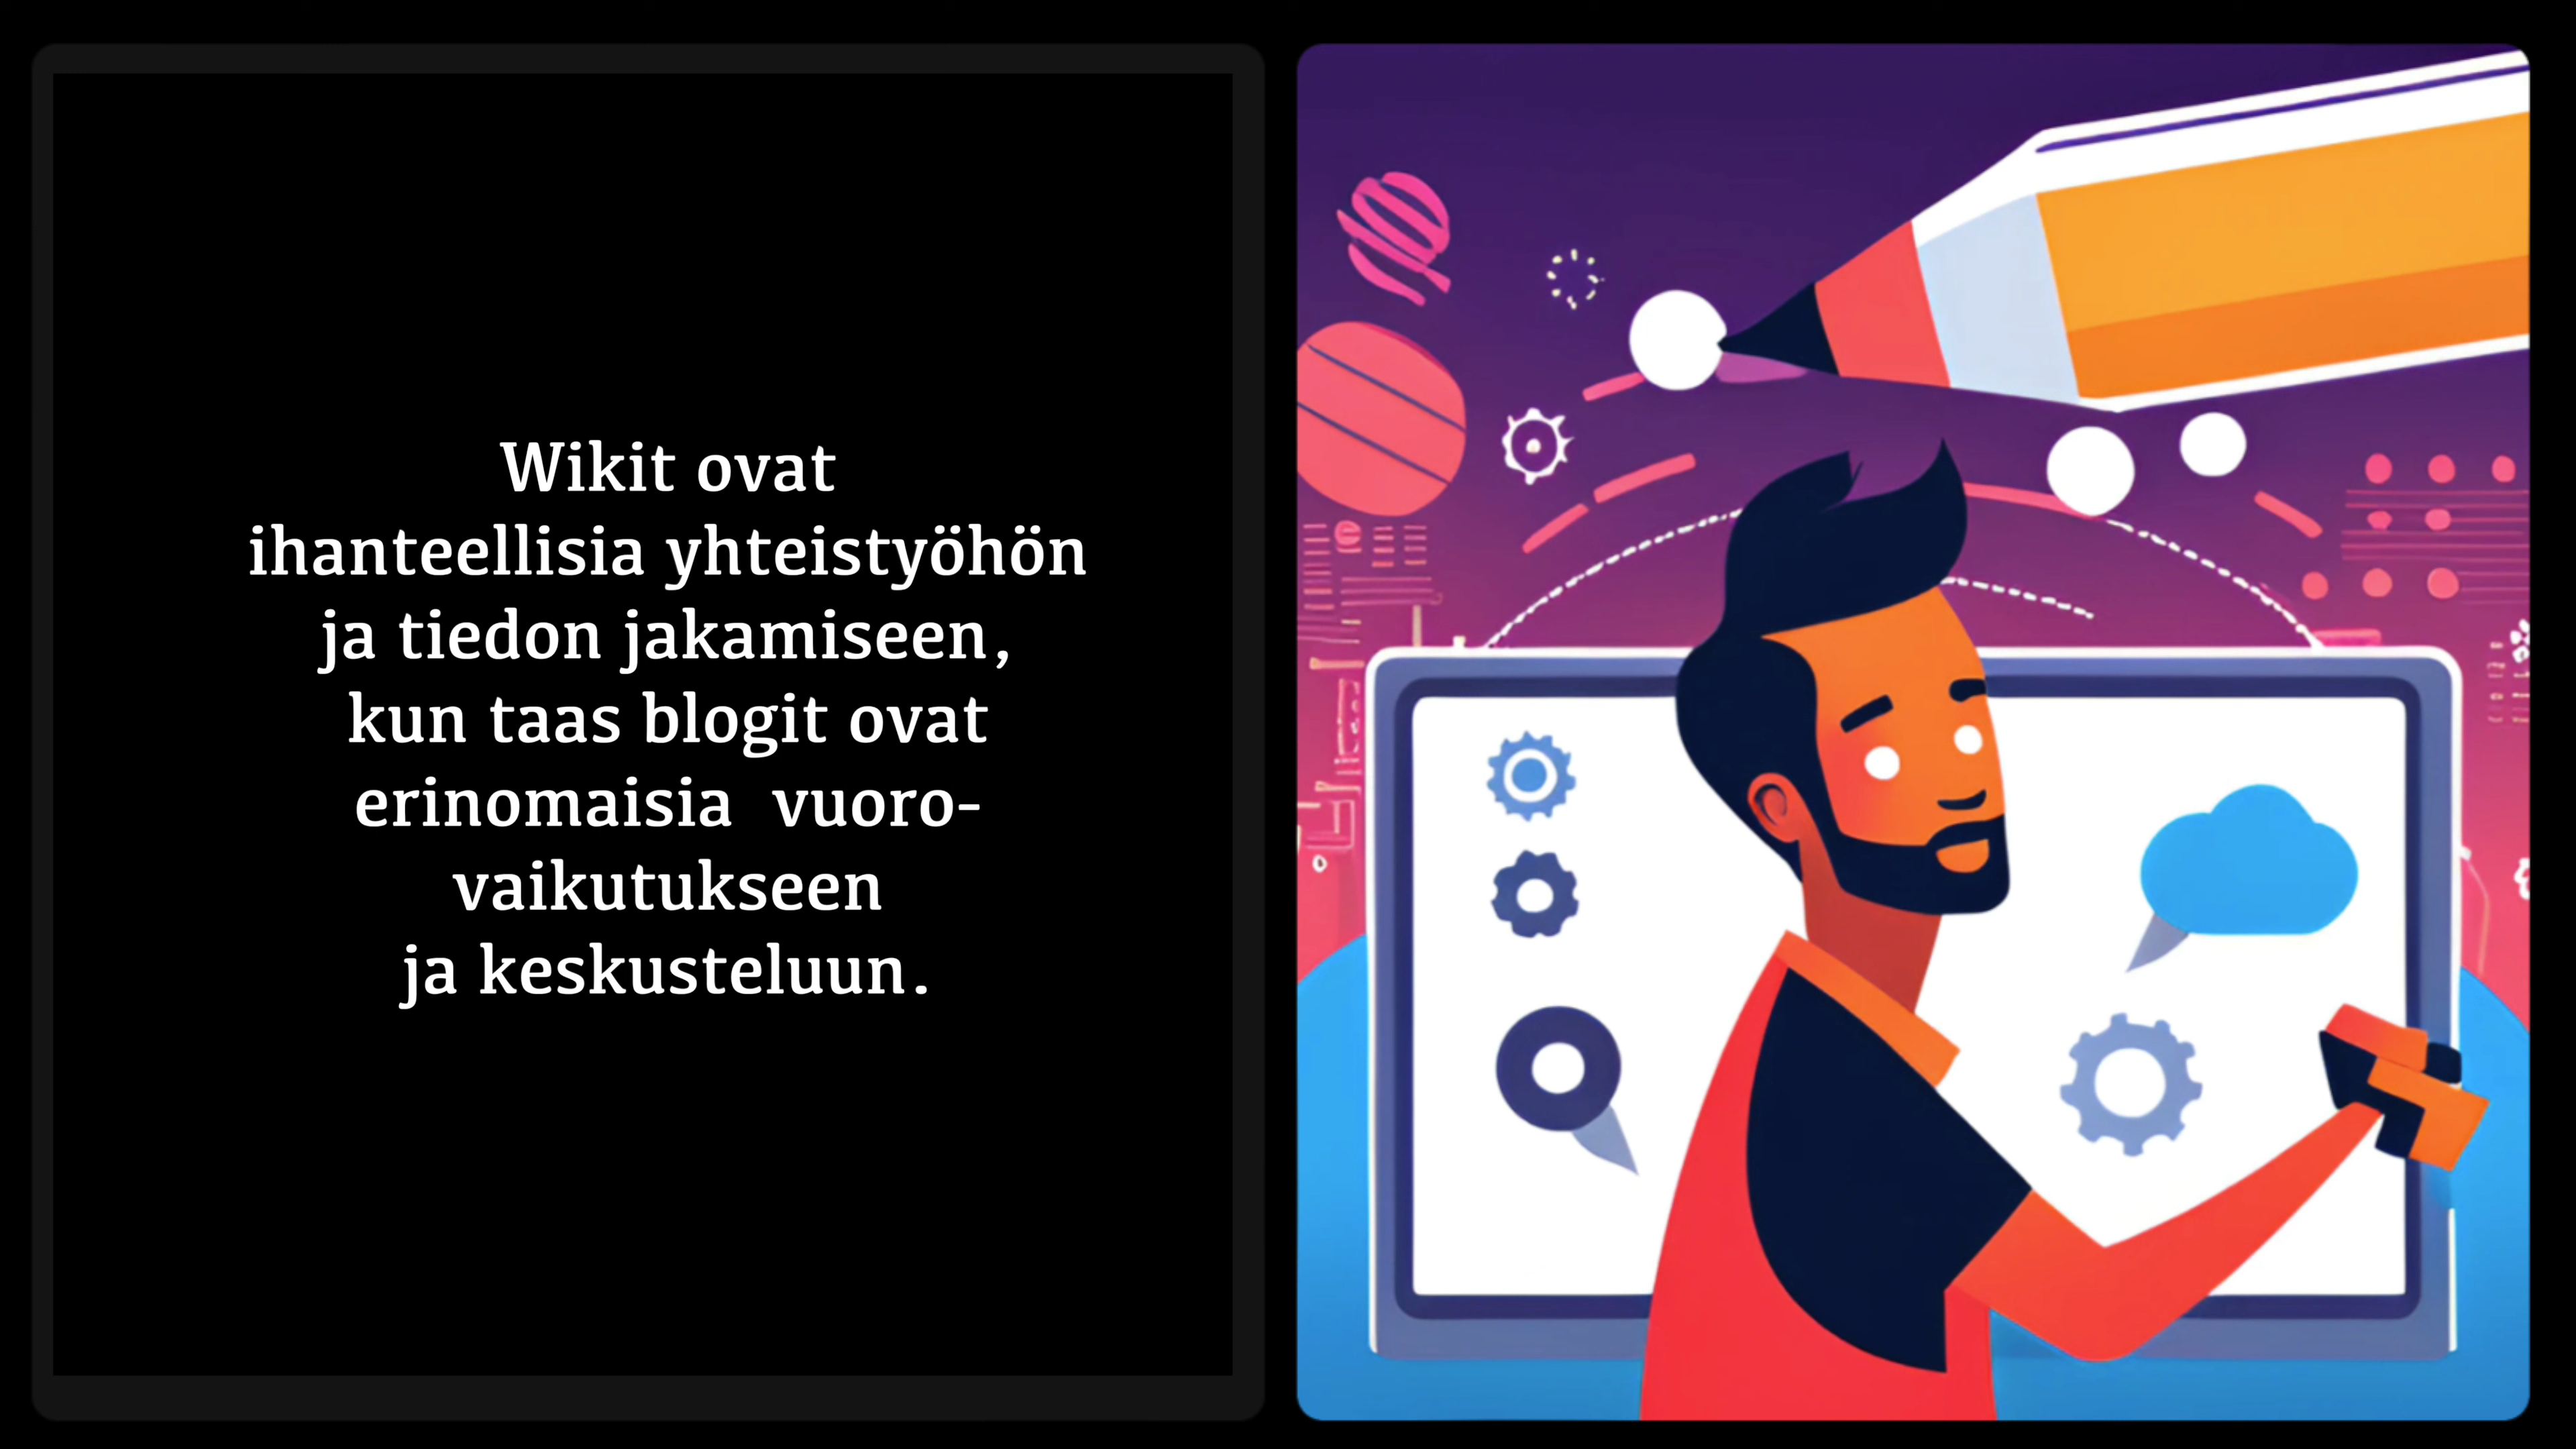 Wikit ovat
ihanteellisia yhteistyöhön
ja tiedon jakamiseen,
kun taas blogit ovat
erinomaisia  vuoro-
vaikutukseen
ja keskusteluun.